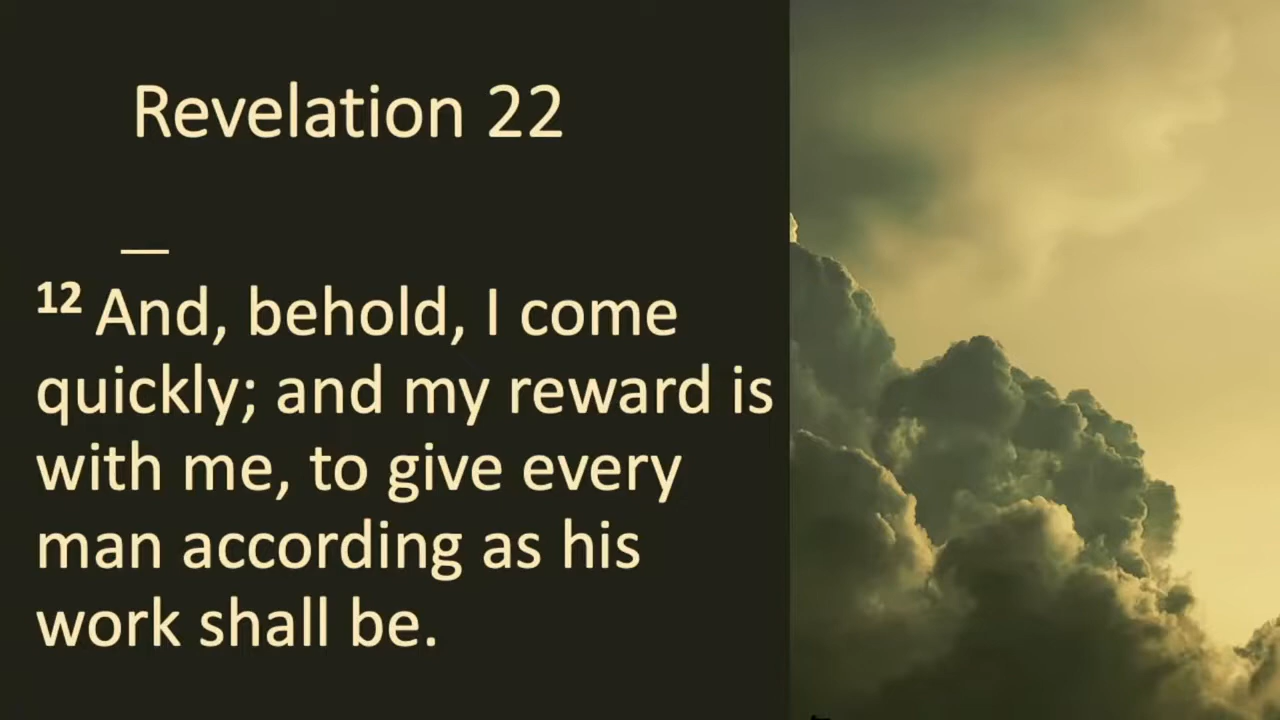 Revelation 22
12 And, behold, I come
quickly; and my reward is
with me, to give every
man according as his
work shall be.